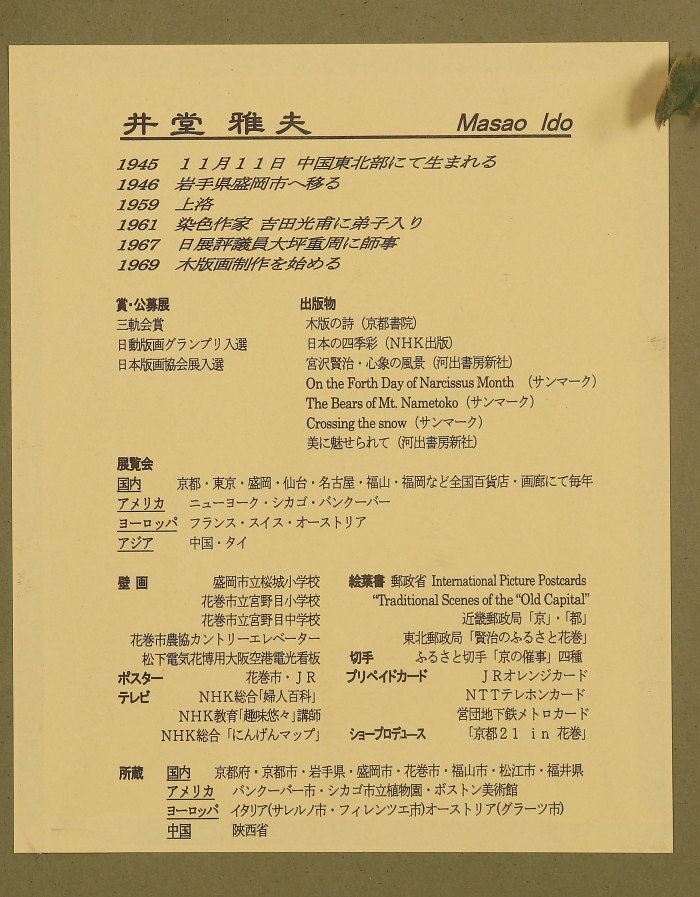 井堂 雅夫 Masao Ido
1945 11月11日 中国東北部にて生まれる
1946 岩手県盛岡市へ移る
1959 上洛
1961 染色作家 吉田光甫に弟子入り
1967 日展評議員大坪重周に師事
1969 木版画制作を始める
賞・公募展 出版物
三軌会賞 木版の詩（京都書院）
日動版画グランプリ入選 日本の四季彩（NHK出版）
日本版画協会展入選 宮沢賢治・心象の風景（河出書房新社）
On the Forth Day of Narcissus Month （サンマーク）
The Bears of Mt. Nametoko（サンマーク）
Crossing the snow（サンマーク）
美に魅せられて（河出書房新社）
展覧会
国内 京都・東京・盛岡・仙台・名古屋・福山・福岡など全国百貨店・画廊にて毎年
アメリカ ニューヨーク・シカゴ・バンクーバー
ヨーロッパ フランス・スイス・オーストリア
アジア 中国・タイ
壁画 盛岡市立桜城小学校 絵葉書 郵政省 International Picture Postcards
花巻市立宮野目小学校 “Traditional Scenes of the “Old Capital”
花巻市立宮野目中学校 近畿郵政局「京」・「都」
花巻市農協カントリーエレベーター 東北郵政局「賢治のふるさと花巻」
松下電気花博用大阪空港電光看板 切手 ふるさと切手「京の催事」四種
ポスター 花巻市・JR プリペイドカード JRオレンジカード
テレビ NHK総合「婦人百科」 NTTテレホンカード
NHK教育「趣味悠々」講師 営団地下鉄メトロカード
NHK総合「にんげんマップ」 ショープロデュース 「京都21 in 花巻」
所蔵 国内 京都府・京都市・岩手県・盛岡市・花巻市・福山市・松江市・福井県
アメリカ バンクーバー市・シカゴ市立植物園・ボストン美術館
ヨーロッパ イタリア(サレルノ市・フィレンツエ市)オーストリア(グラーツ市)
中国 陝西省